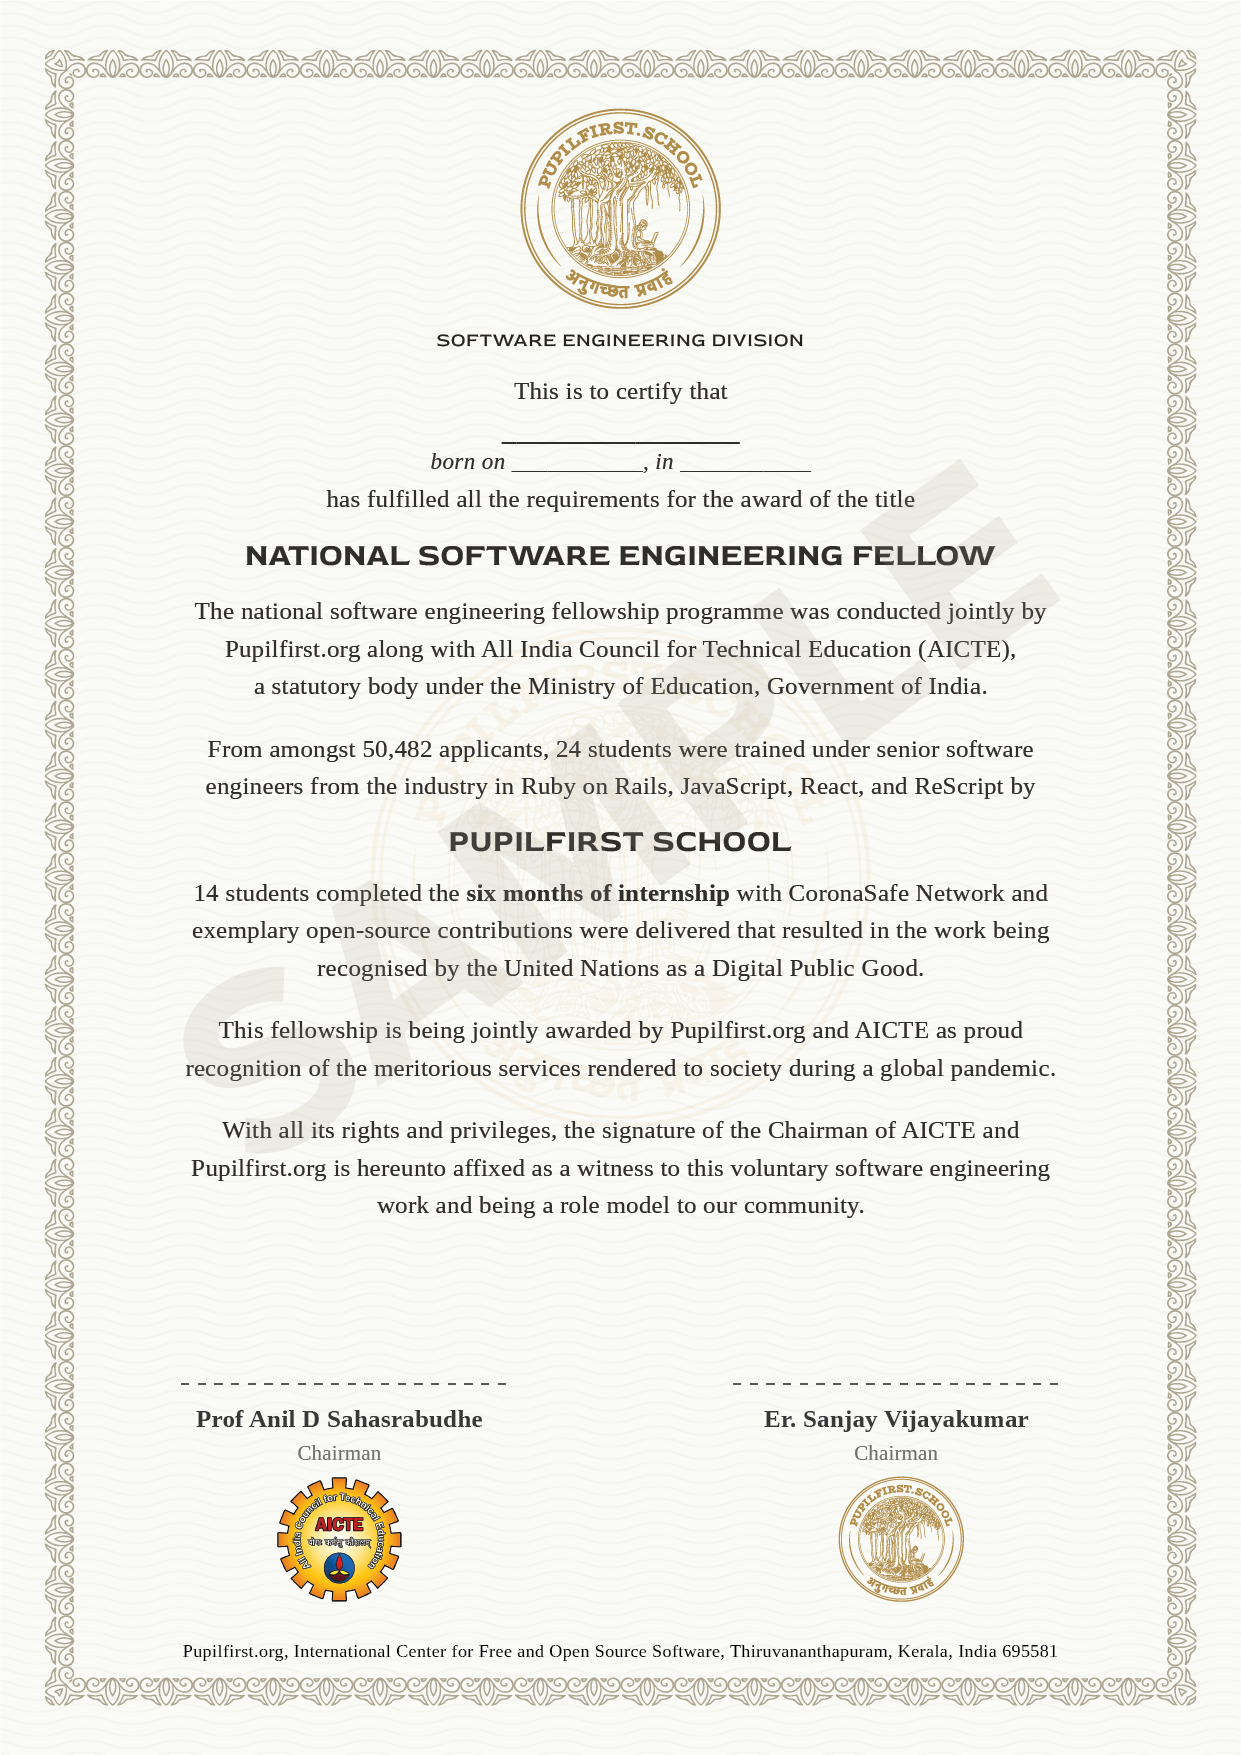 PUPILFIRST.SCHOOL
अनुगच्छत प्रवाहं
SOFTWARE ENGINEERING DIVISION
This is to certify that
__________________
born on ___________, in ___________
has fulfilled all the requirements for the award of the title
NATIONAL SOFTWARE ENGINEERING FELLOW
The national software engineering fellowship programme was conducted jointly by
Pupilfirst.org along with All India Council for Technical Education (AICTE),
a statutory body under the Ministry of Education, Government of India.
From amongst 50,482 applicants, 24 students were trained under senior software
engineers from the industry in Ruby on Rails, JavaScript, React, and ReScript by
PUPILFIRST SCHOOL
14 students completed the six months of internship with CoronaSafe Network and
exemplary open-source contributions were delivered that resulted in the work being
recognised by the United Nations as a Digital Public Good.
This fellowship is being jointly awarded by Pupilfirst.org and AICTE as proud
recognition of the meritorious services rendered to society during a global pandemic.
With all its rights and privileges, the signature of the Chairman of AICTE and
Pupilfirst.org is hereunto affixed as a witness to this voluntary software engineering
work and being a role model to our community.
SAMPLE
PUPILFIRST.SCHOOL
अनुगच्छत प्रवाहं
Prof Anil D Sahasrabudhe
Chairman
All India Council for Technical Education
AICTE
योगः कर्मसु कौशलम्
Er. Sanjay Vijayakumar
Chairman
PUPILFIRST.SCHOOL
अनुगच्छत प्रवाहं
Pupilfirst.org, International Center for Free and Open Source Software, Thiruvananthapuram, Kerala, India 695581